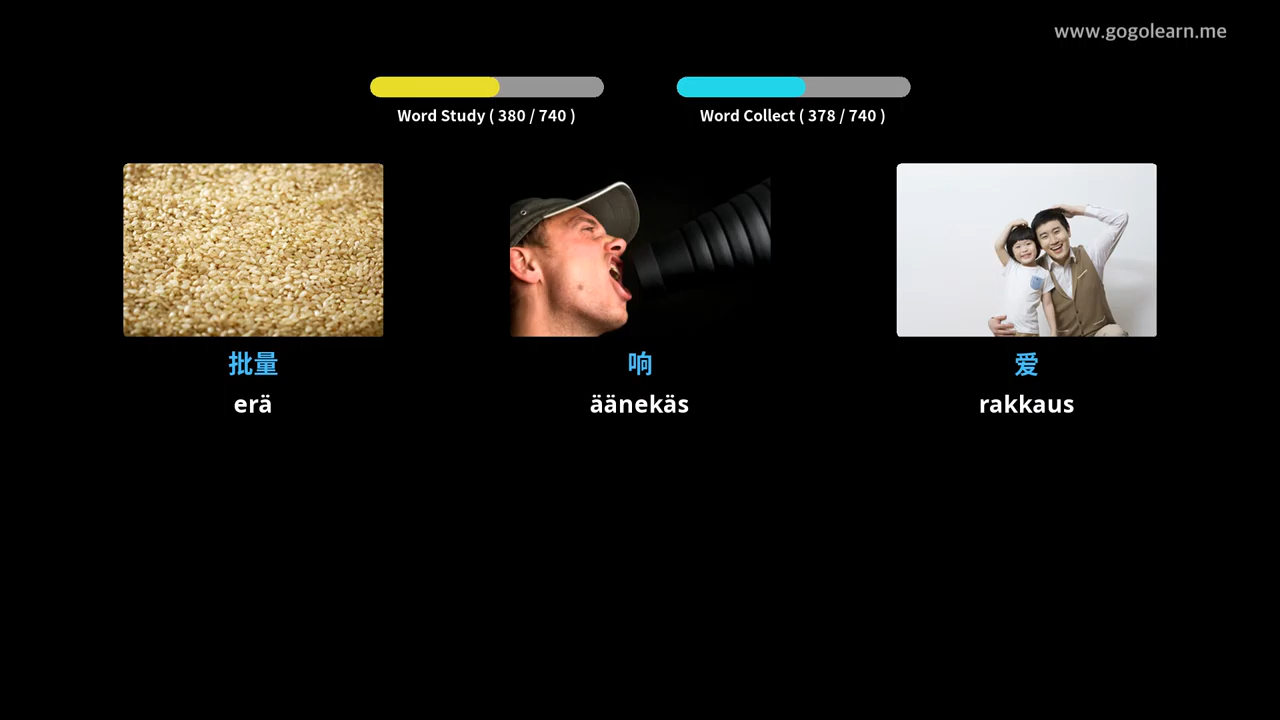 www.gogolearn.me
Word Study ( 380 / 740 )
Word Collect ( 378 / 740 )
批量
erä
响
äänekäs
爱
rakkaus